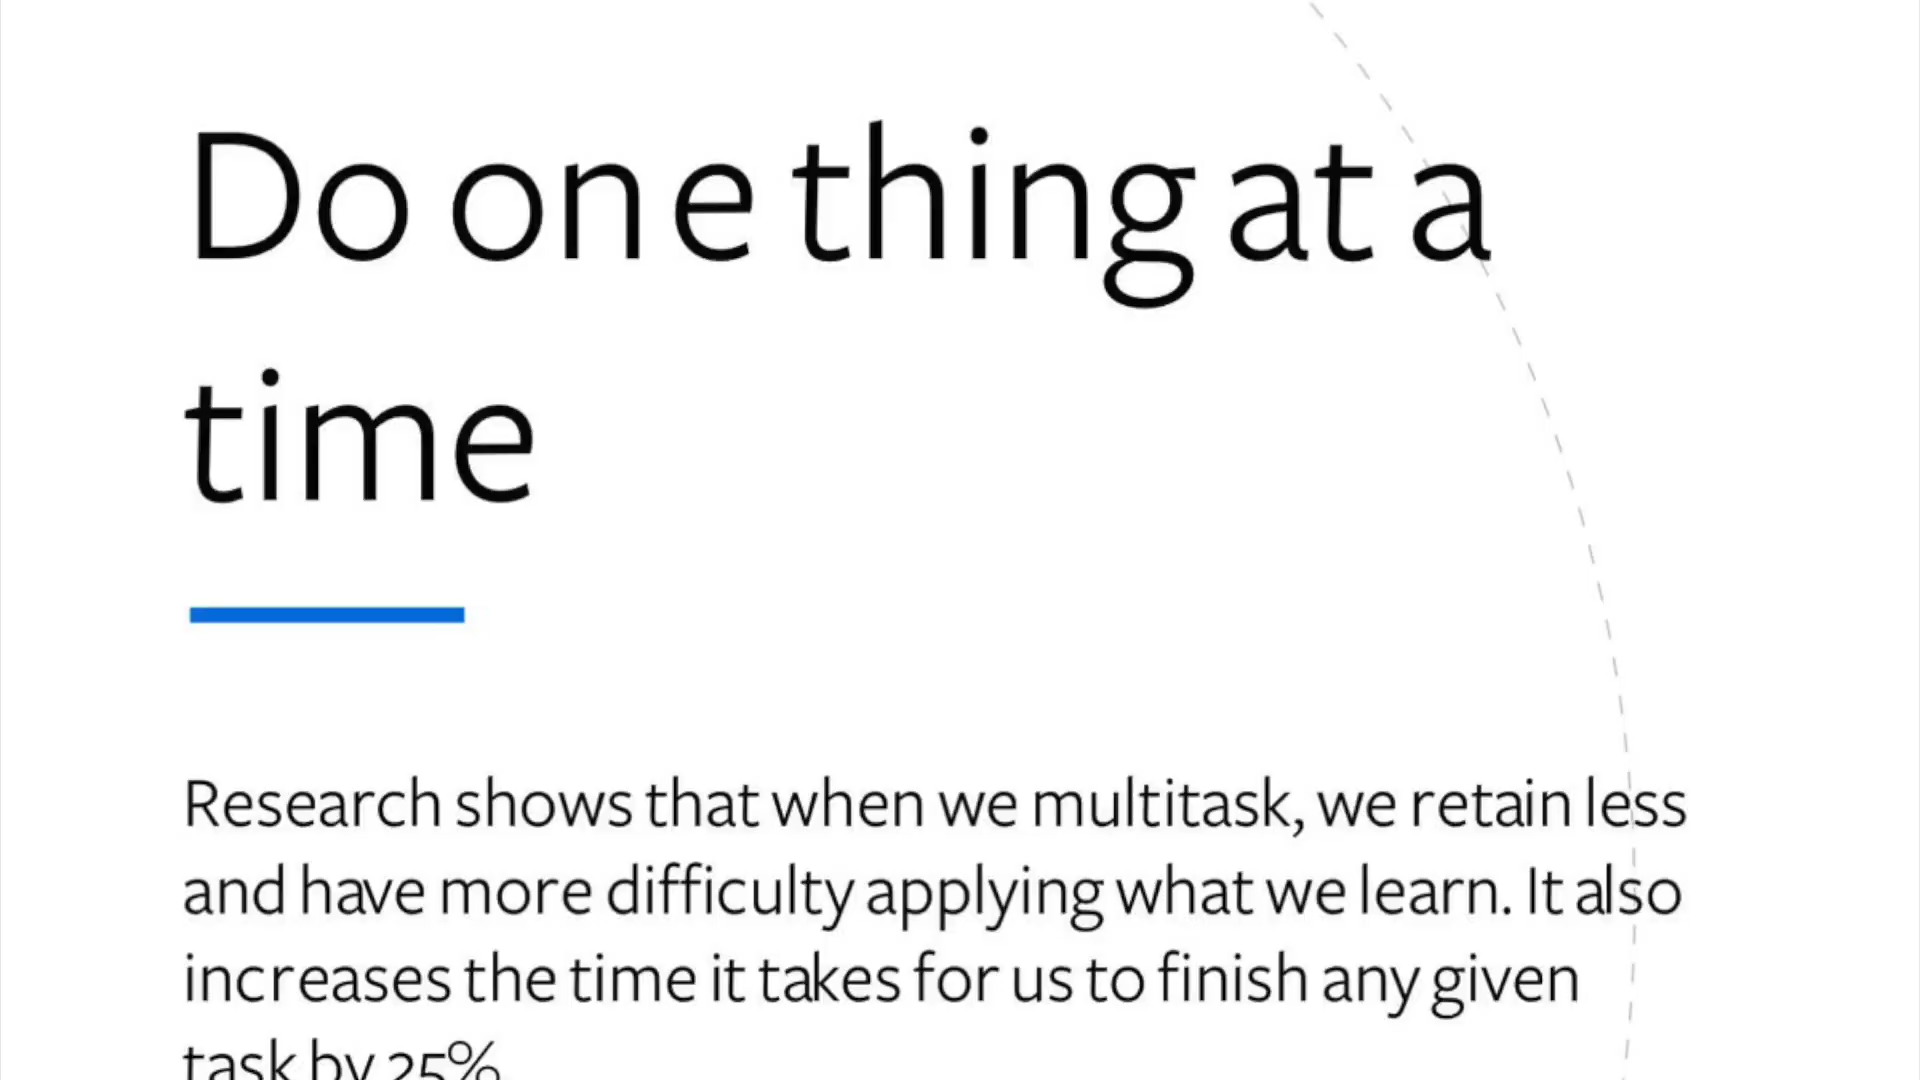 Do one thing at a
time
Research shows that when we multitask, we retain less
and have more difficulty applying what we learn. It also
increases the time it takes for us to finish any given
task by 25%.